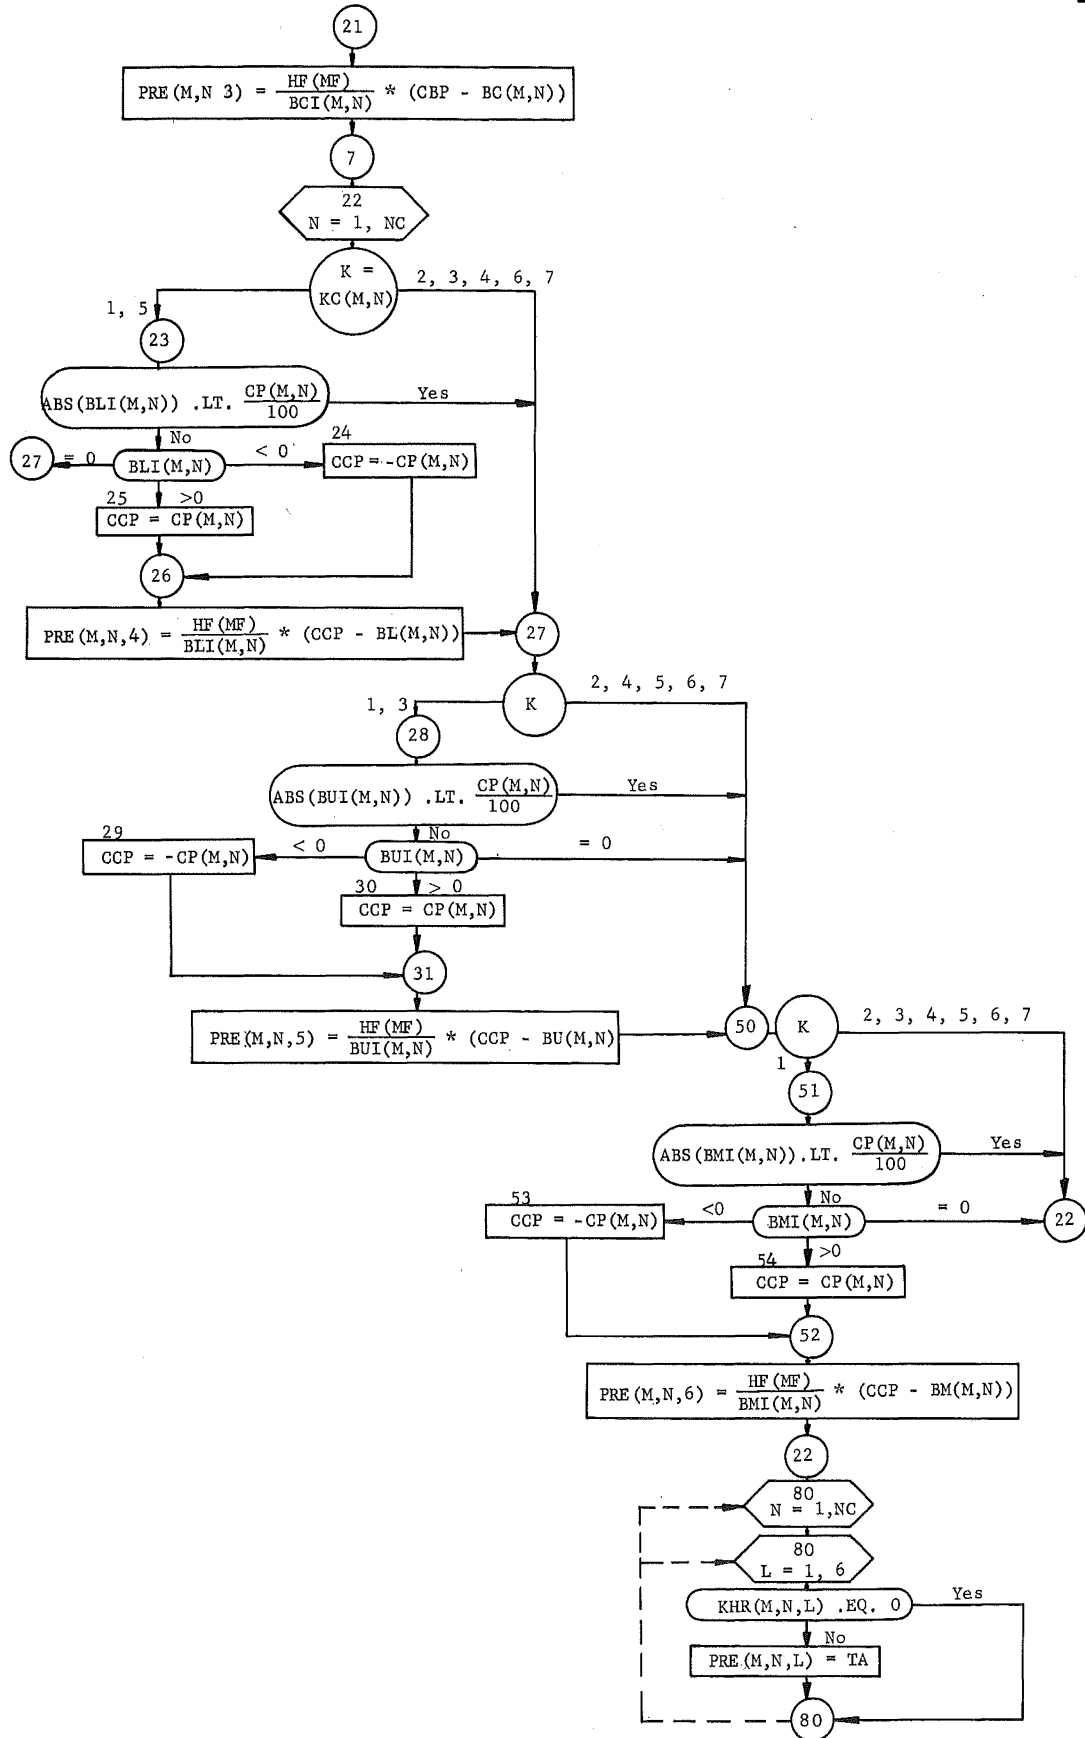 21
PRE(M,N 3) = HF(MF) / BCI(M,N) * (CBP - BC(M,N))
7
22
N = 1, NC
K =
KC(M,N)
2, 3, 4, 6, 7
1, 5
23
ABS(BLI(M,N)) .LT. CP(M,N) / 100
Yes
No
27
= 0
BLI(M,N)
< 0
24
CCP = -CP(M,N)
25
>0
CCP = CP(M,N)
26
PRE(M,N,4) = HF(MF) / BLI(M,N) * (CCP - BL(M,N))
27
K
2, 4, 5, 6, 7
1, 3
28
ABS(BUI(M,N)) .LT. CP(M,N) / 100
Yes
No
29
CCP = -CP(M,N)
< 0
BUI(M,N)
= 0
30
> 0
CCP = CP(M,N)
31
PRE(M,N,5) = HF(MF) / BUI(M,N) * (CCP - BU(M,N)
50
K
2, 3, 4, 5, 6, 7
1
51
ABS(BMI(M,N)).LT. CP(M,N) / 100
Yes
No
53
CCP = -CP(M,N)
<0
BMI(M,N)
= 0
22
>0
54
CCP = CP(M,N)
52
PRE(M,N,6) = HF(MF) / BMI(M,N) * (CCP - BM(M,N))
22
80
N = 1,NC
80
L = 1, 6
KHR(M,N,L) .EQ. 0
Yes
No
PRE(M,N,L) = TA
80